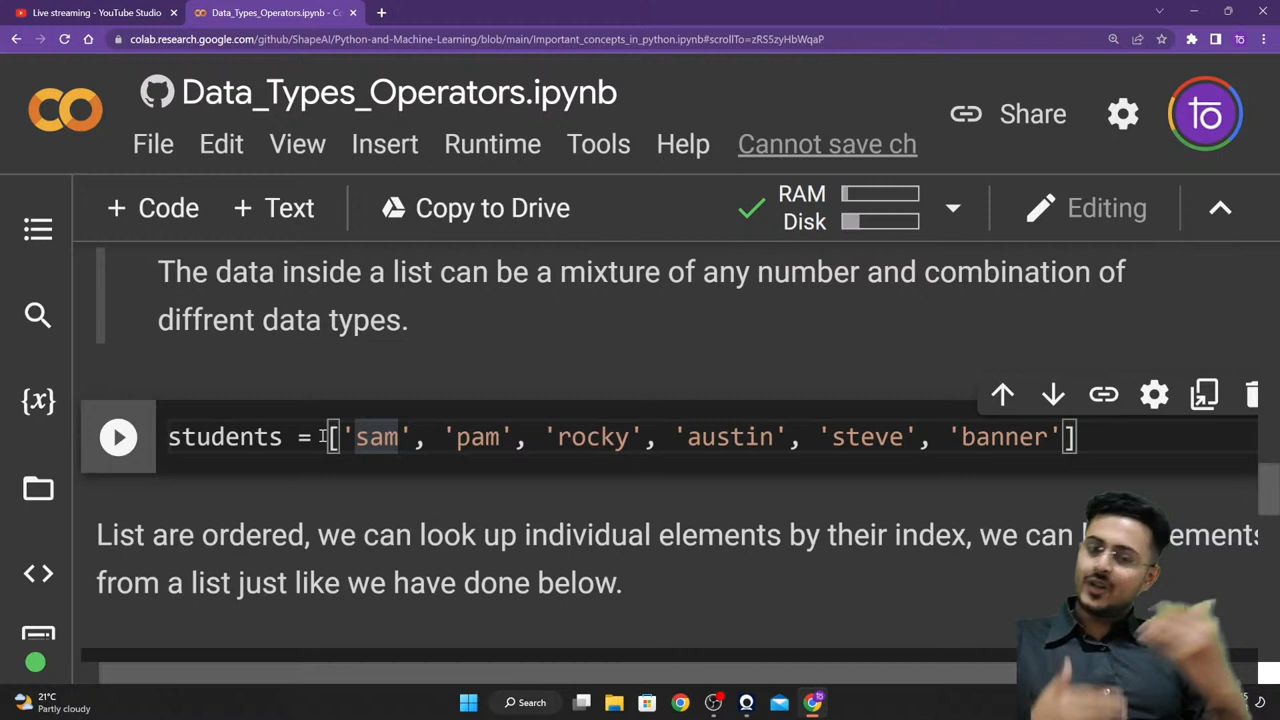 Live streaming - YouTube Studio
Data_Types_Operators.ipynb - Co
colab.research.google.com/github/ShapeAI/Python-and-Machine-Learning/blob/main/Important_concepts_in_python.ipynb#scrollTo=zRS5zyHbWqaP
Data_Types_Operators.ipynb
Share
File Edit View Insert Runtime Tools Help Cannot save ch
+ Code + Text Copy to Drive RAM Disk Editing
The data inside a list can be a mixture of any number and combination of
diffrent data types.
{x}
students = ['sam', 'pam', 'rocky', 'austin', 'steve', 'banner']
List are ordered, we can look up individual elements by their index, we can
from a list just like we have done below.
21°C
Partly cloudy
Search